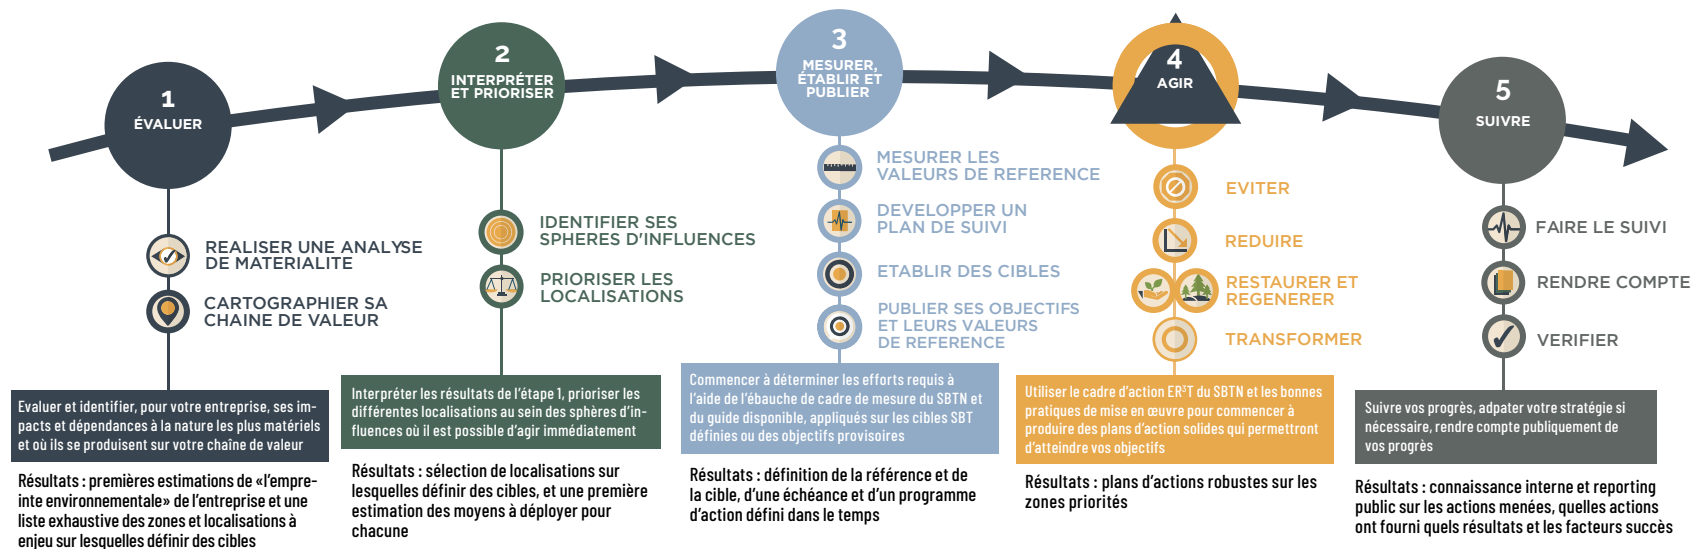 1
ÉVALUER
REALISER UNE ANALYSE
DE MATERIALITE
CARTOGRAPHIER SA
CHAINE DE VALEUR
Evaluer et identifier, pour votre entreprise, ses im-
pacts et dépendances à la nature les plus matériels
et où ils se produisent sur votre chaîne de valeur
Résultats : premières estimations de «l'empre-
inte environnementale» de l'entreprise et une
liste exhaustive des zones et localisations à
enjeu sur lesquelles définir des cibles
2
INTERPRÉTER
ET PRIORISER
IDENTIFIER SES
SPHERES D'INFLUENCES
PRIORISER LES
LOCALISATIONS
Interpréter les résultats de l'étape 1, prioriser les
différentes localisations au sein des sphères d'in-
fluences où il est possible d'agir immédiatement
Résultats : sélection de localisations sur
lesquelles définir des cibles, et une première
estimation des moyens à déployer pour
chacune
3
MESURER,
ÉTABLIR ET
PUBLIER
MESURER LES
VALEURS DE REFERENCE
DEVELOPPER UN
PLAN DE SUIVI
ETABLIR DES CIBLES
PUBLIER SES OBJECTIFS
ET LEURS VALEURS
DE REFERENCE
Commencer à déterminer les efforts requis à
l'aide de l'ébauche de cadre de mesure du SBTN et
du guide disponible, appliqués sur les cibles SBT
définies ou des objectifs provisoires
Résultats : définition de la référence et de
la cible, d'une échéance et d'un programme
d'action défini dans le temps
4
AGIR
EVITER
REDUIRE
RESTAURER ET
REGENERER
TRANSFORMER
Utiliser le cadre d'action ER³T du SBTN et les bonnes
pratiques de mise en œuvre pour commencer à
produire des plans d'action solides qui permettront
d'atteindre vos objectifs
Résultats : plans d'actions robustes sur les
zones priorités
5
SUIVRE
FAIRE LE SUIVI
RENDRE COMPTE
VERIFIER
Suivre vos progrès, adpater votre stratégie si
nécessaire, rendre compte publiquement de
vos progrès
Résultats : connaissance interne et reporting
public sur les actions menées, quelles actions
ont fourni quels résultats et les facteurs succès